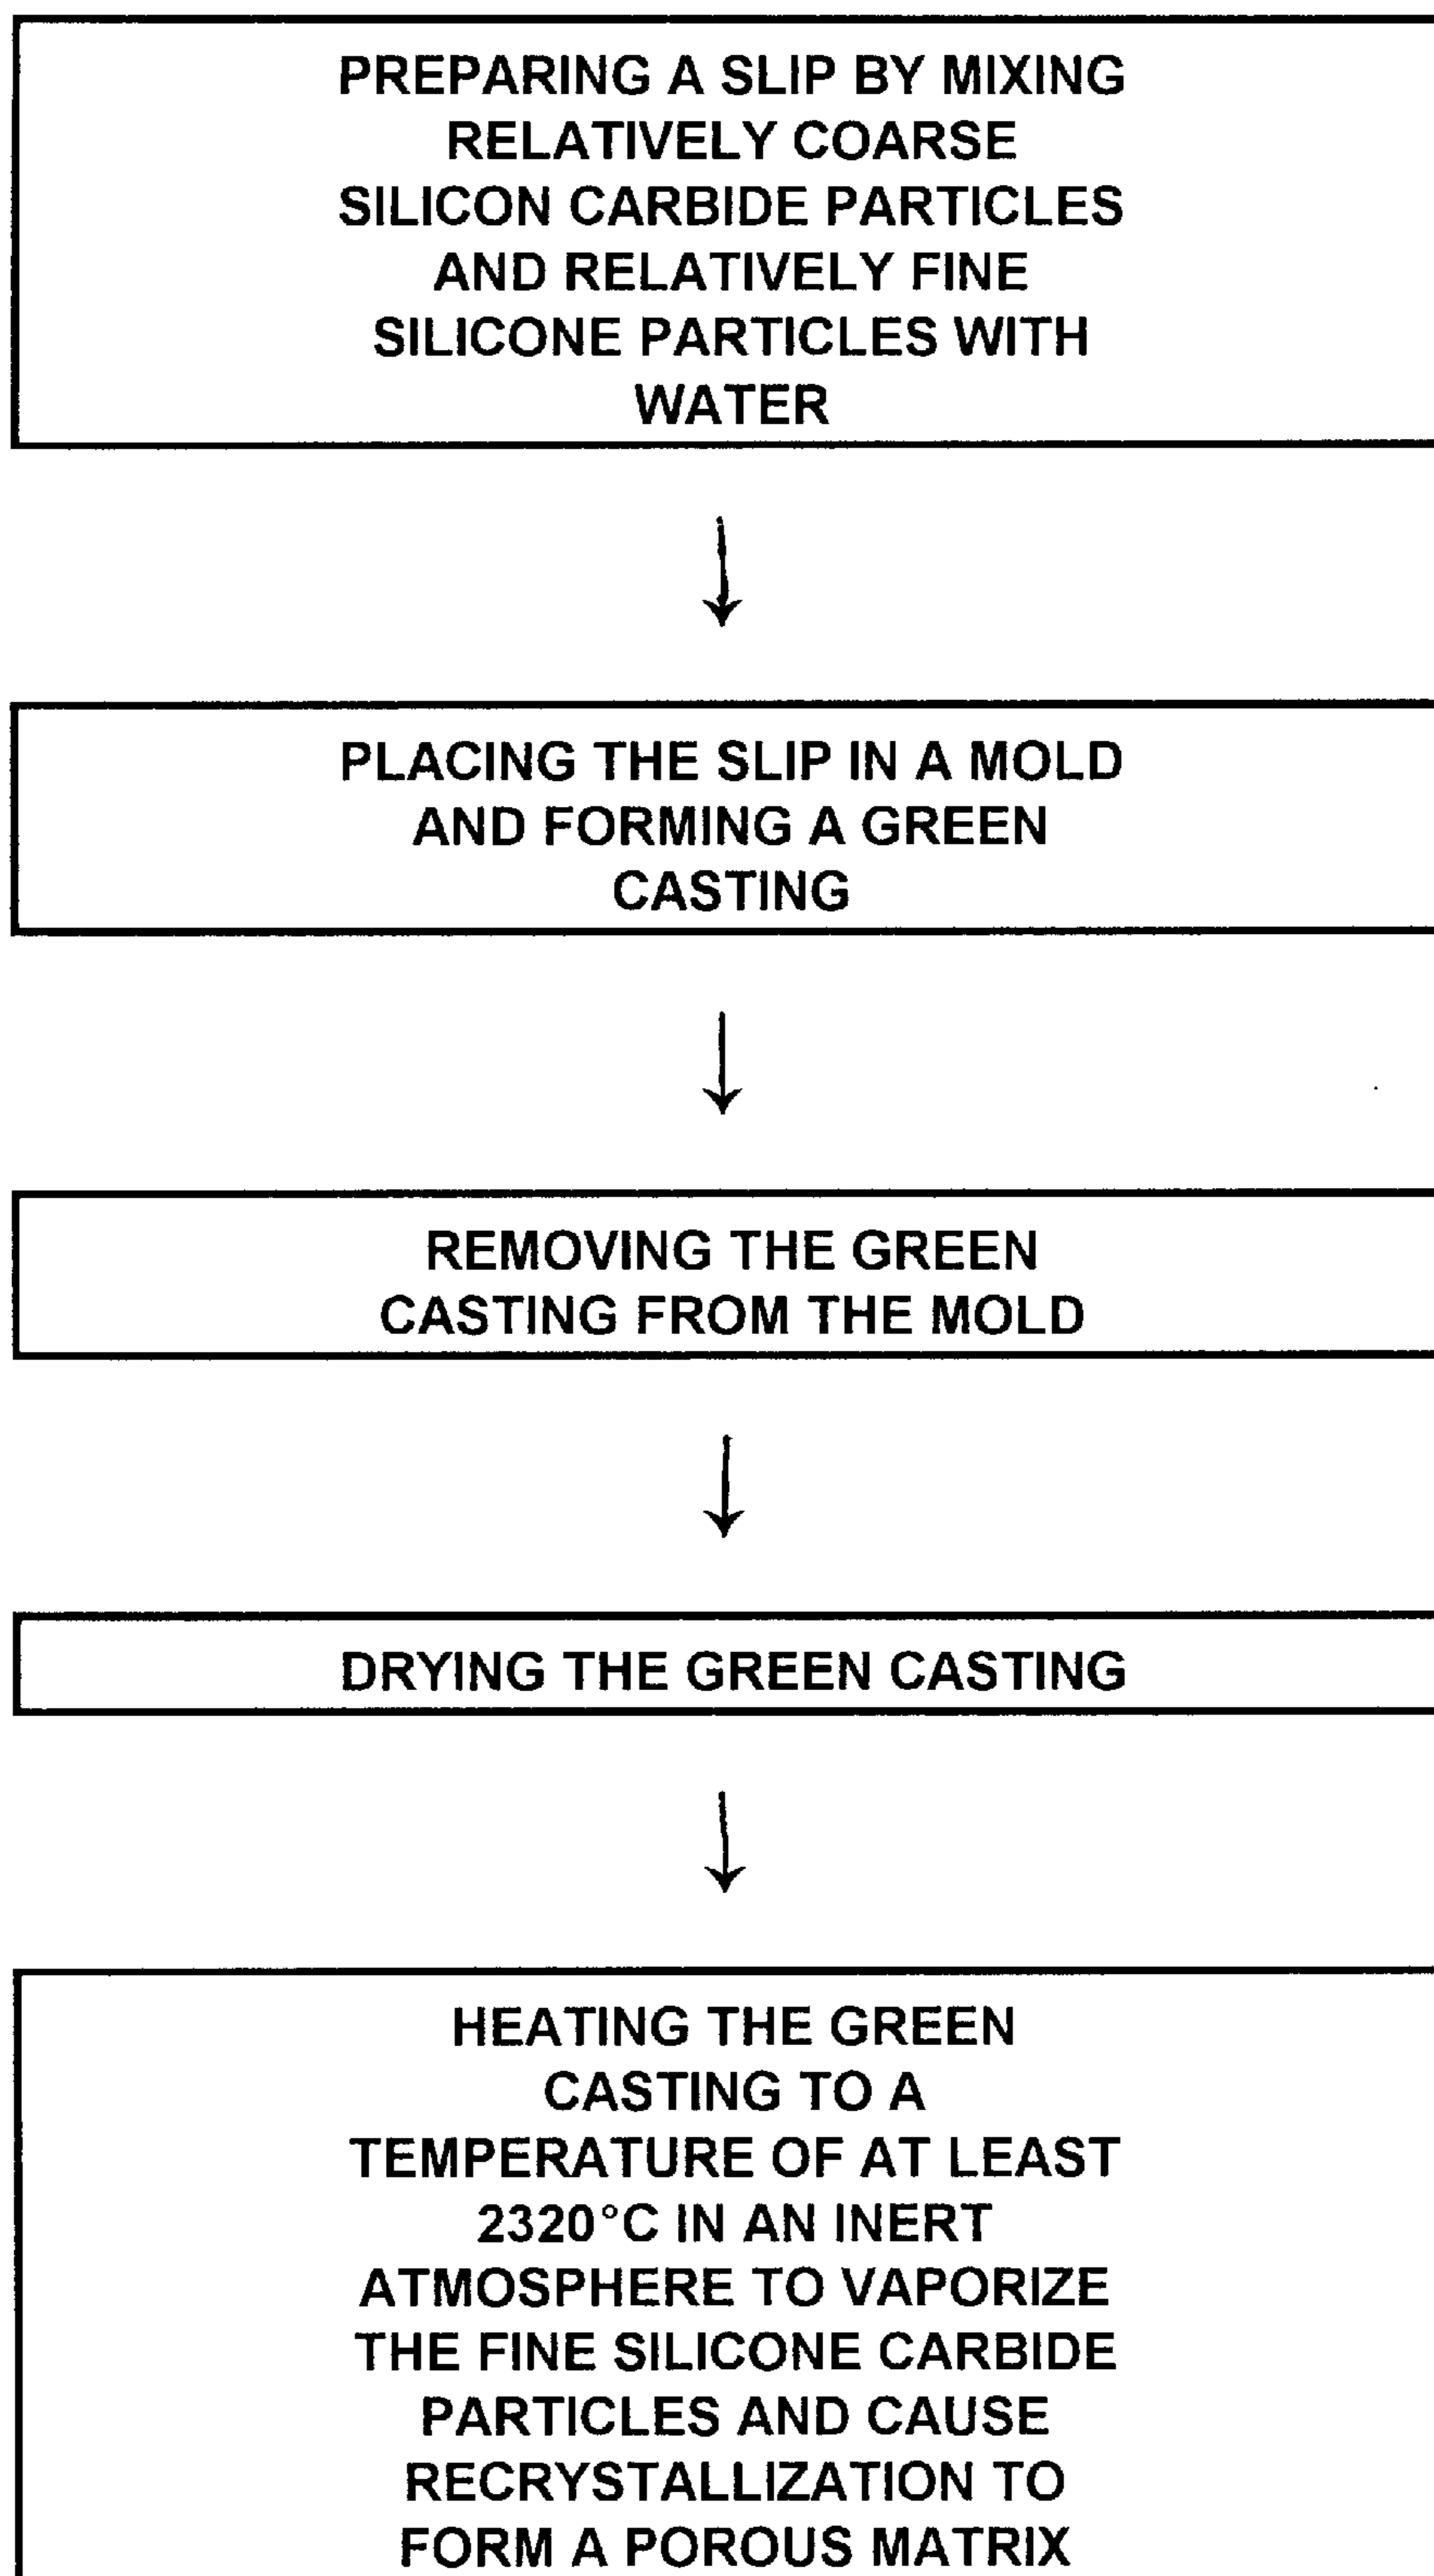 PREPARING A SLIP BY MIXING
RELATIVELY COARSE
SILICON CARBIDE PARTICLES
AND RELATIVELY FINE
SILICONE PARTICLES WITH
WATER
PLACING THE SLIP IN A MOLD
AND FORMING A GREEN
CASTING
REMOVING THE GREEN
CASTING FROM THE MOLD
DRYING THE GREEN CASTING
HEATING THE GREEN
CASTING TO A
TEMPERATURE OF AT LEAST
2320°C IN AN INERT
ATMOSPHERE TO VAPORIZE
THE FINE SILICONE CARBIDE
PARTICLES AND CAUSE
RECRYSTALLIZATION TO
FORM A POROUS MATRIX